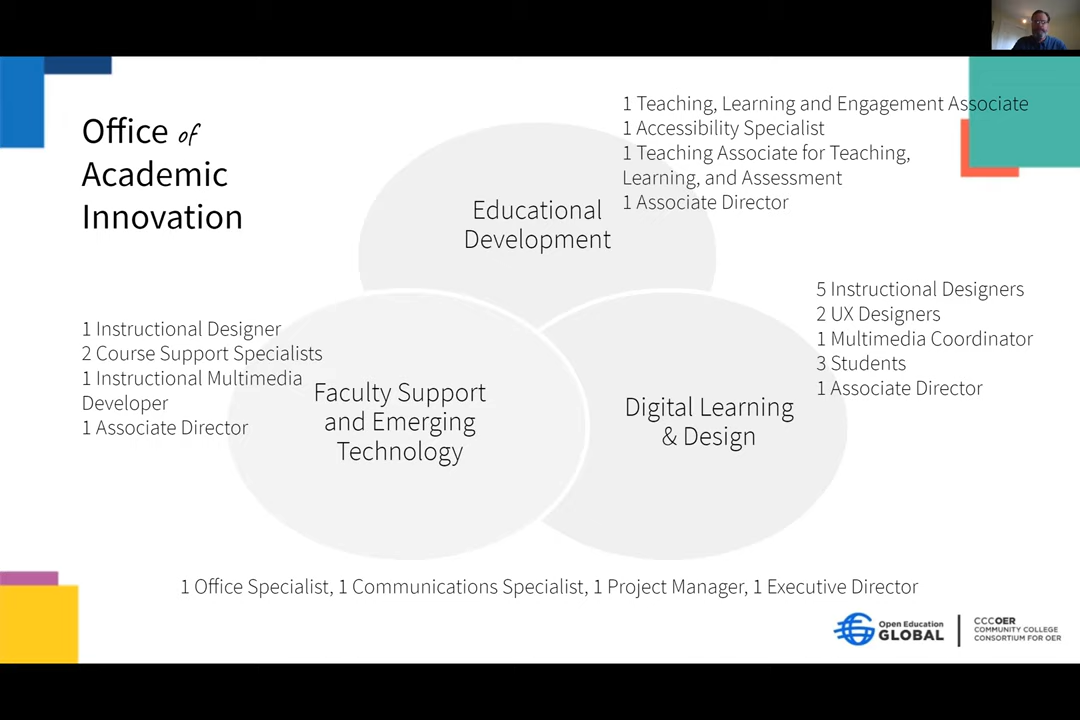 Office of
Academic
Innovation
1 Teaching, Learning and Engagement Associate
1 Accessibility Specialist
1 Teaching Associate for Teaching,
Learning, and Assessment
1 Associate Director
Educational
Development
5 Instructional Designers
2 UX Designers
1 Multimedia Coordinator
3 Students
1 Associate Director
1 Instructional Designer
2 Course Support Specialists
1 Instructional Multimedia
Developer
1 Associate Director
Faculty Support
and Emerging
Technology
Digital Learning
& Design
1 Office Specialist, 1 Communications Specialist, 1 Project Manager, 1 Executive Director
Open Education
GLOBAL
CCCOER
COMMUNITY COLLEGE
CONSORTIUM FOR OER